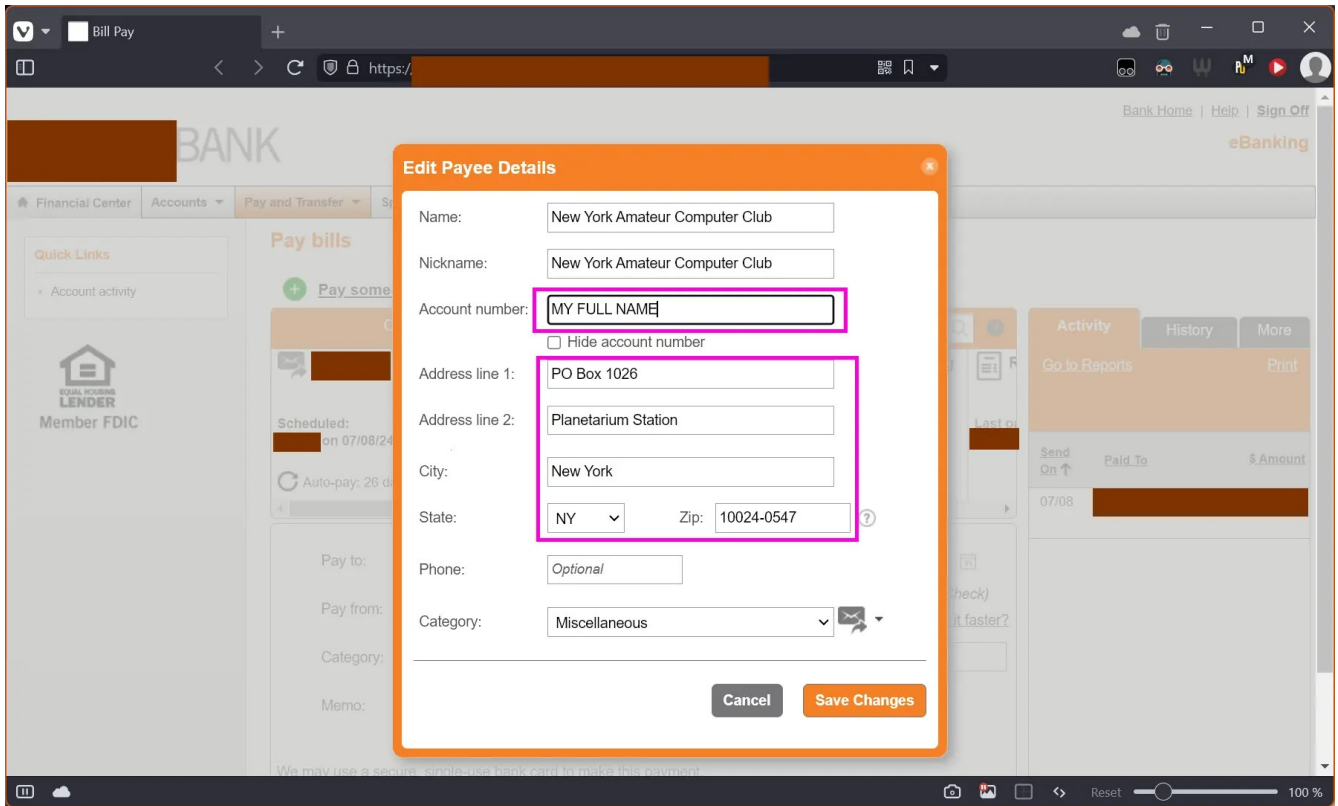 Bill Pay
https:/
Bank Home | Help | Sign Off
BANK
eBanking
Financial Center
Accounts
Pay and Transfer
Edit Payee Details
Name: New York Amateur Computer Club
Nickname: New York Amateur Computer Club
Account number: MY FULL NAME
Hide account number
Address line 1: PO Box 1026
Address line 2: Planetarium Station
City: New York
State: NY Zip: 10024-0547 ?
Phone: Optional
Category: Miscellaneous
Cancel Save Changes
Quick Links
Account activity
EQUAL HOUSING
LENDER
Member FDIC
Pay bills
Pay some
Scheduled:
on 07/08/24
Auto-pay: 26 d
Pay to:
Pay from:
Category:
Memo:
We may use a secure, single-use bank card to make this payment
Check)
it faster?
Activity History More
Go to Reports Print
Send
On Paid To $ Amount
07/08
Reset 100 %